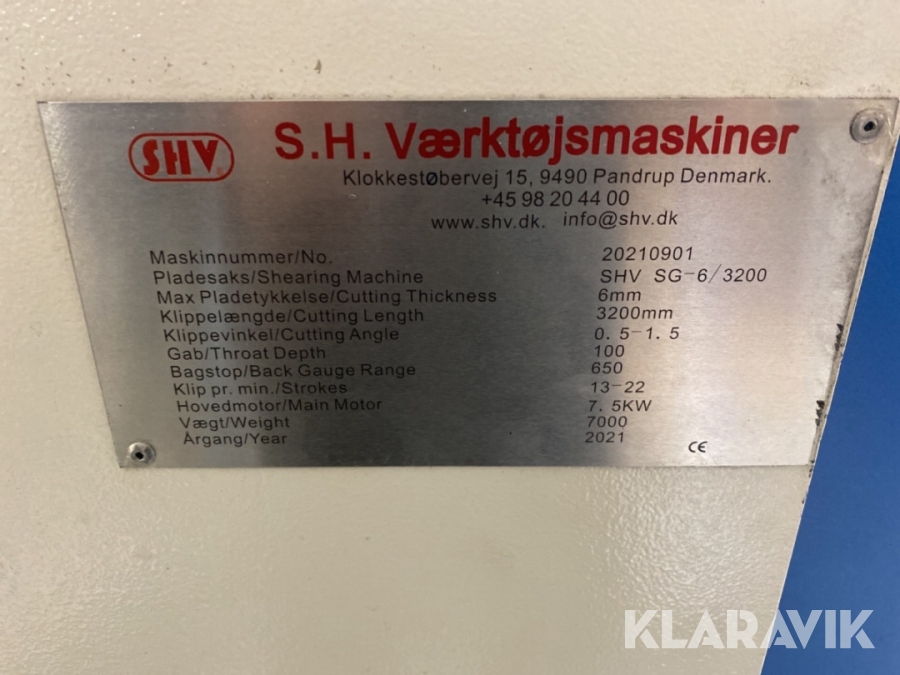 SHV
S.H. Værktøjsmaskiner
Klokkestøbervej 15, 9490 Pandrup Denmark.
+45 98 20 44 00
www.shv.dk. info@shv.dk
Maskinnummer/No. 20210901
Pladesaks/Shearing Machine SHV SG-6/3200
Max Pladetykkelse/Cutting Thickness 6mm
Klippelængde/Cutting Length 3200mm
Klippevinkel/Cutting Angle 0.5-1.5
Gab/Throat Depth 100
Bagstop/Back Gauge Range 650
Klip pr. min./Strokes 13-22
Hovedmotor/Main Motor 7.5KW
Vægt/Weight 7000
Årgang/Year 2021
CE
KLARAVIK